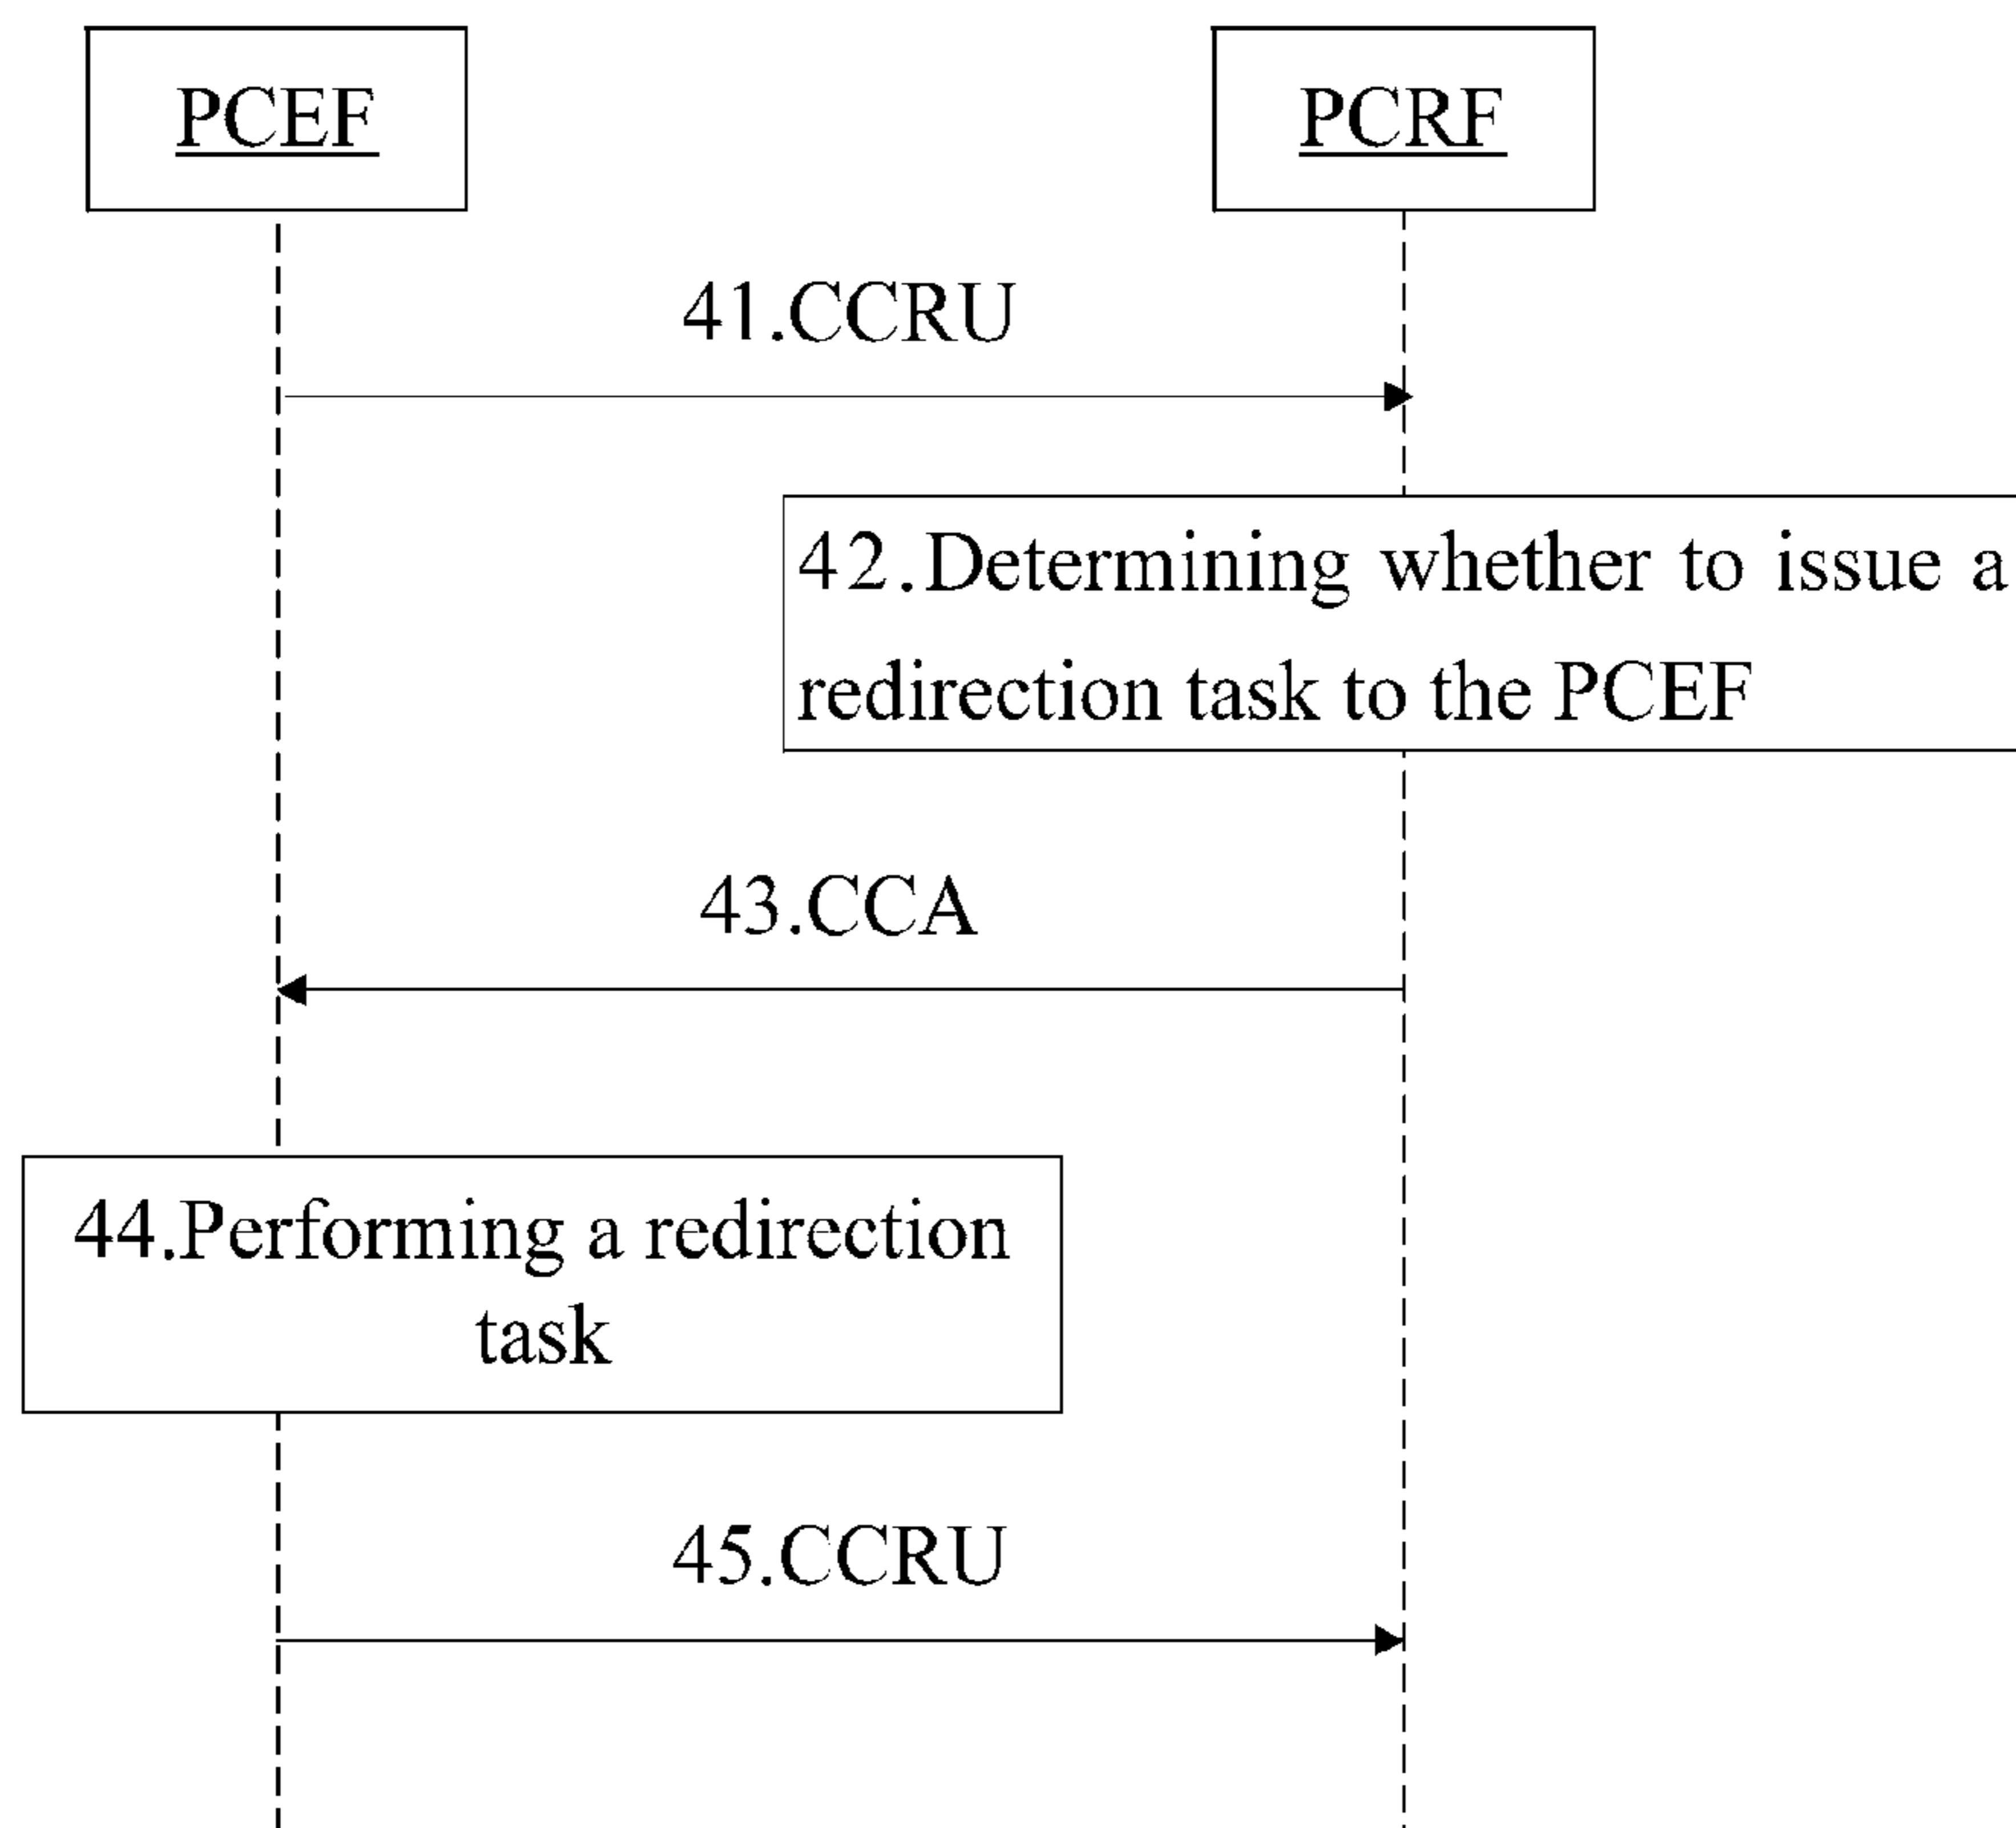 PCEF
PCRF
41.CCRU
42.Determining whether to issue a
redirection task to the PCEF
43.CCA
44.Performing a redirection
task
45.CCRU